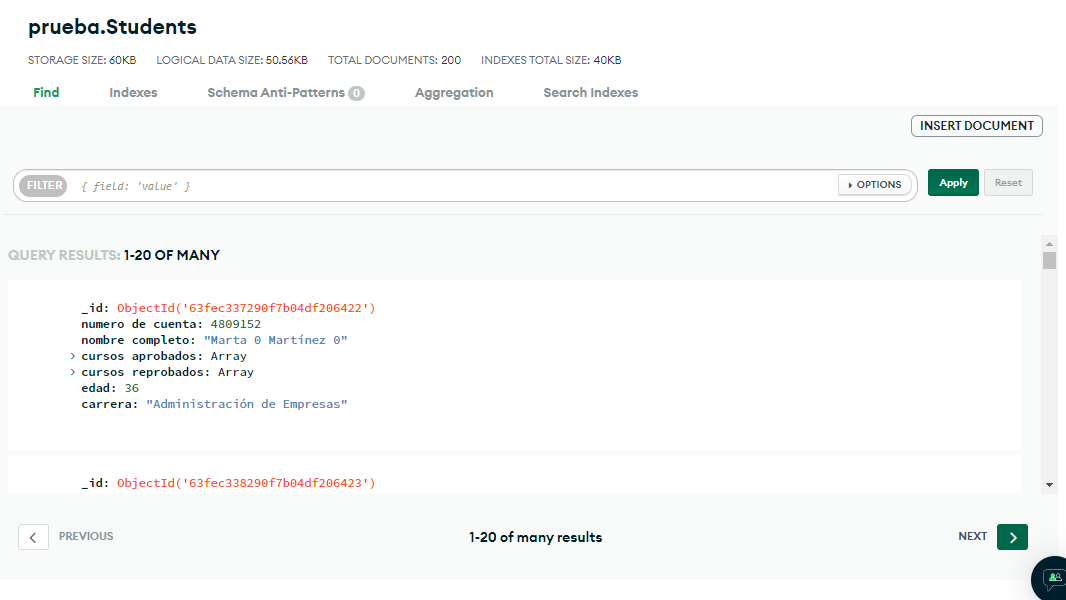 prueba.Students
STORAGE SIZE: 60KB LOGICAL DATA SIZE: 50.56KB TOTAL DOCUMENTS: 200 INDEXES TOTAL SIZE: 40KB
Find Indexes Schema Anti-Patterns 0 Aggregation Search Indexes
INSERT DOCUMENT
FILTER { field: 'value' } OPTIONS Apply Reset
QUERY RESULTS: 1-20 OF MANY
_id: ObjectId('63fec337290f7b04df206422')
numero de cuenta: 4809152
nombre completo: "Marta 0 Martínez 0"
cursos aprobados: Array
cursos reprobados: Array
edad: 36
carrera: "Administración de Empresas"
_id: ObjectId('63fec338290f7b04df206423')
PREVIOUS 1-20 of many results NEXT